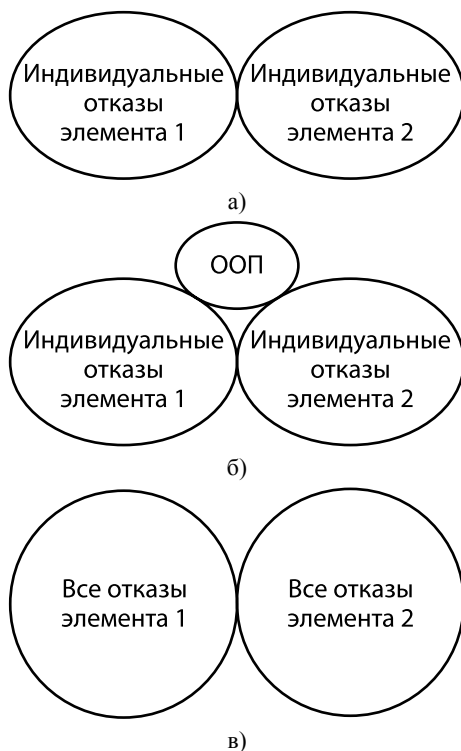 Индивидуальные Индивидуальные
отказы отказы
элемента 1 элемента 2
а)
ООП
Индивидуальные Индивидуальные
отказы отказы
элемента 1 элемента 2
б)
Все отказы Все отказы
элемента 1 элемента 2
в)